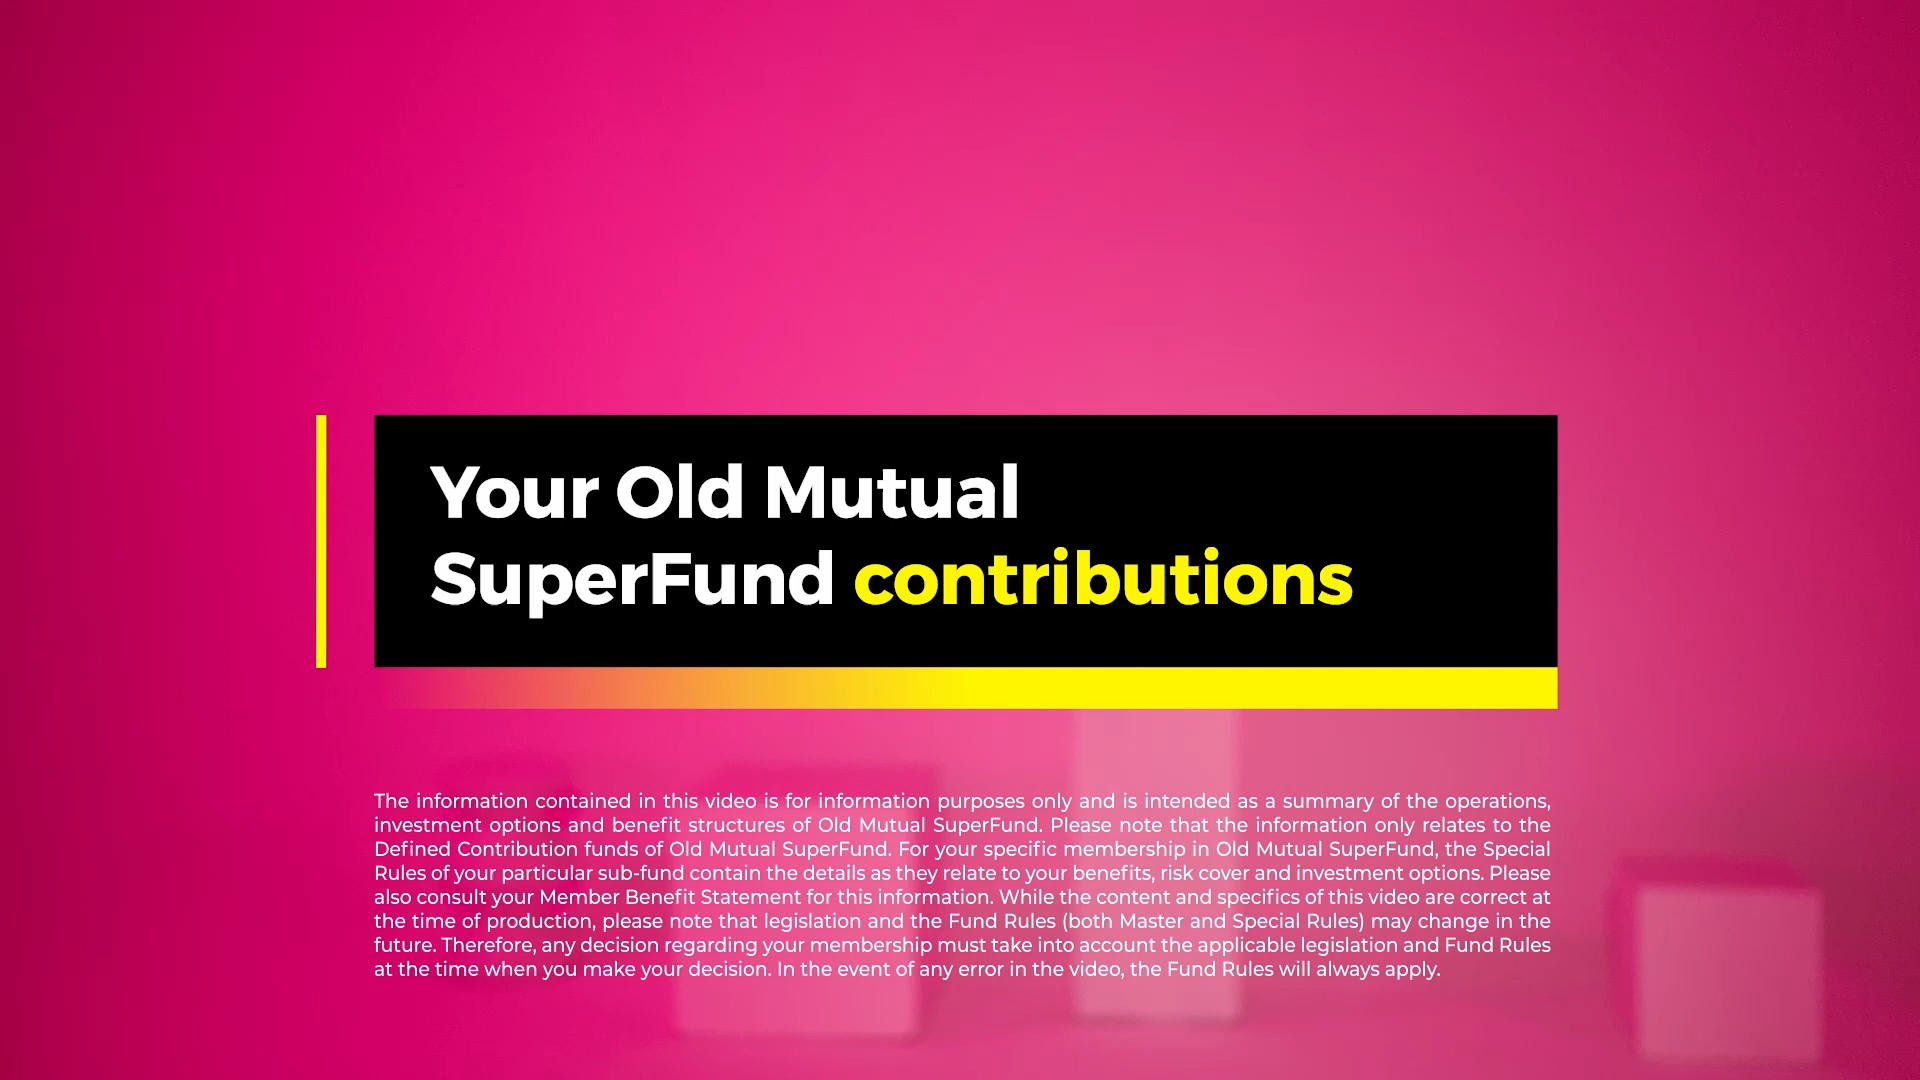 Your Old Mutual
SuperFund contributions
The information contained in this video is for information purposes only and is intended as a summary of the operations,
investment options and benefit structures of Old Mutual SuperFund. Please note that the information only relates to the
Defined Contribution funds of Old Mutual SuperFund. For your specific membership in Old Mutual SuperFund, the Special
Rules of your particular sub-fund contain the details as they relate to your benefits, risk cover and investment options. Please
also consult your Member Benefit Statement for this information. While the content and specifics of this video are correct at
the time of production, please note that legislation and the Fund Rules (both Master and Special Rules) may change in the
future. Therefore, any decision regarding your membership must take into account the applicable legislation and Fund Rules
at the time when you make your decision. In the event of any error in the video, the Fund Rules will always apply.